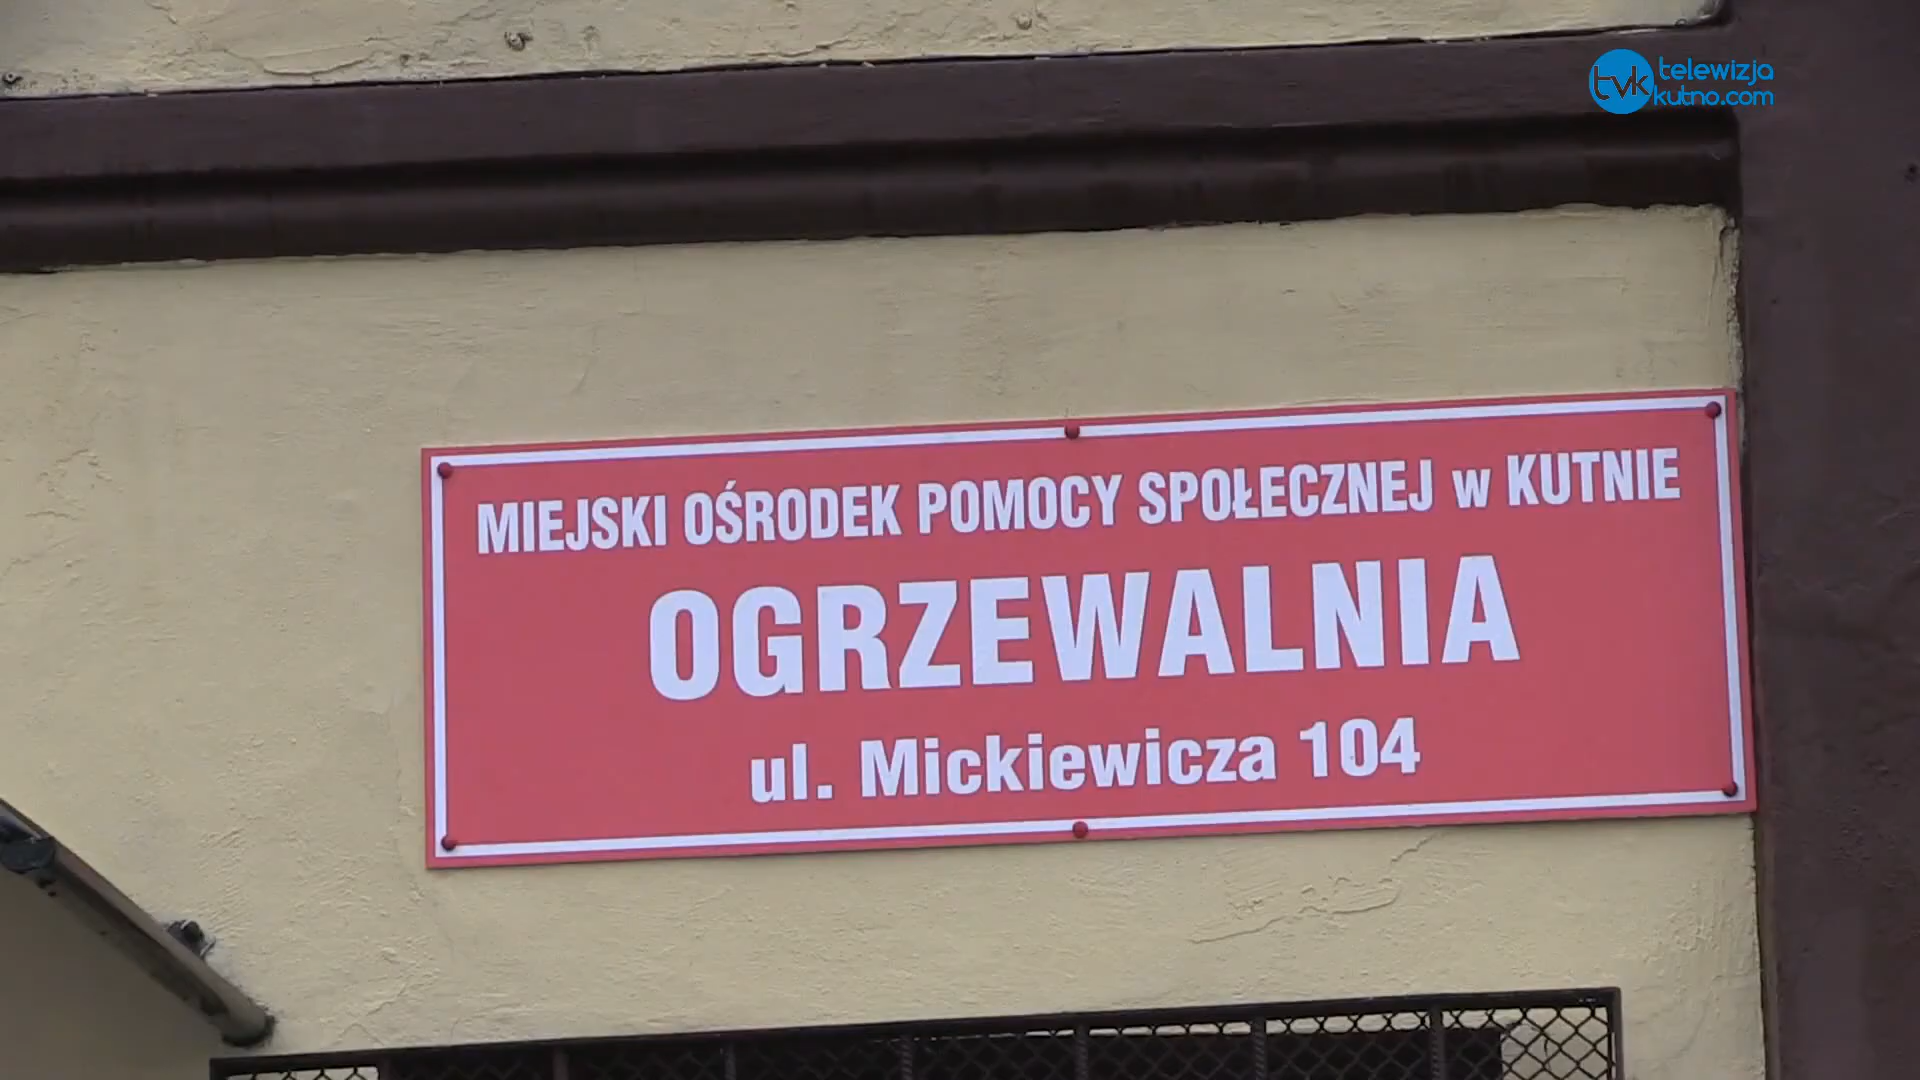 tvk telewizja
kutno.com
MIEJSKI OŚRODEK POMOCY SPOŁECZNEJ w KUTNIE
OGRZEWALNIA
ul. Mickiewicza 104